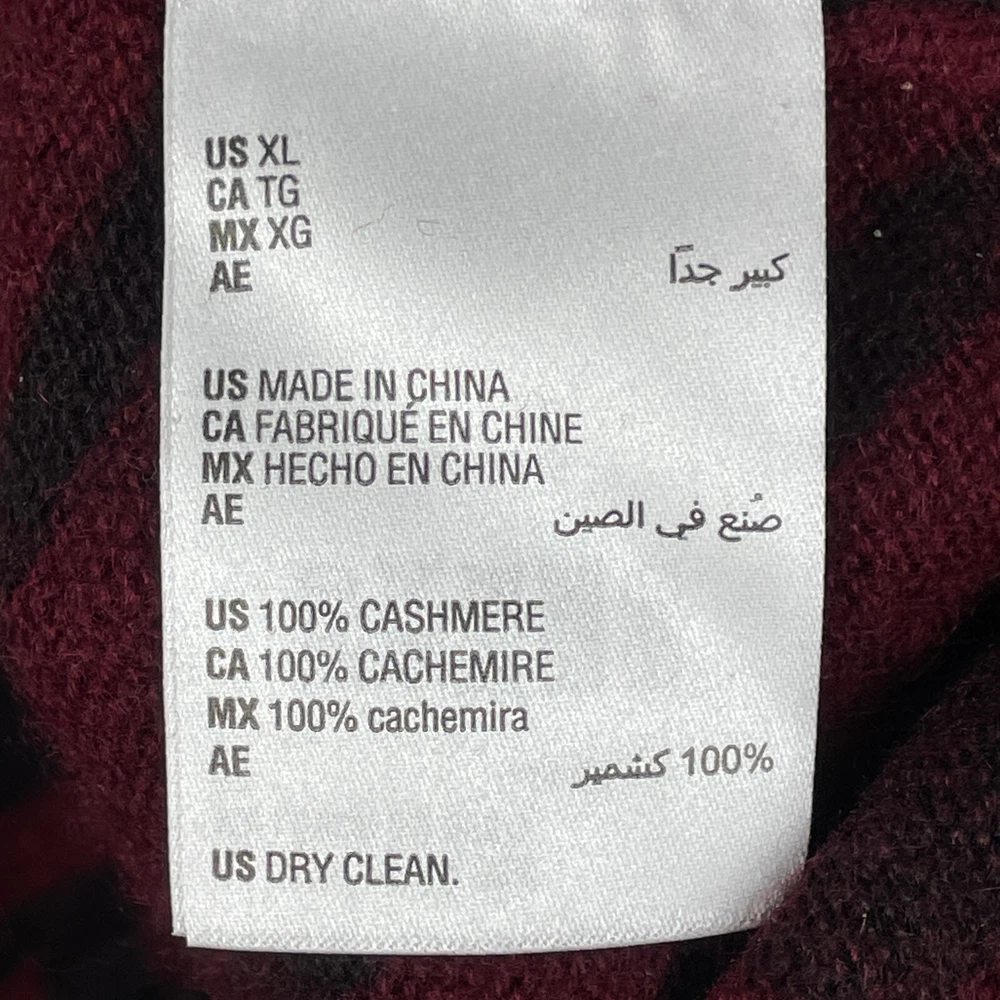 US XL
CA TG
MX XG
AE كبير جدًا
US MADE IN CHINA
CA FABRIQUÉ EN CHINE
MX HECHO EN CHINA
AE صُنع في الصين
US 100% CASHMERE
CA 100% CACHEMIRE
MX 100% cachemira
AE 100% كشمير
US DRY CLEAN.